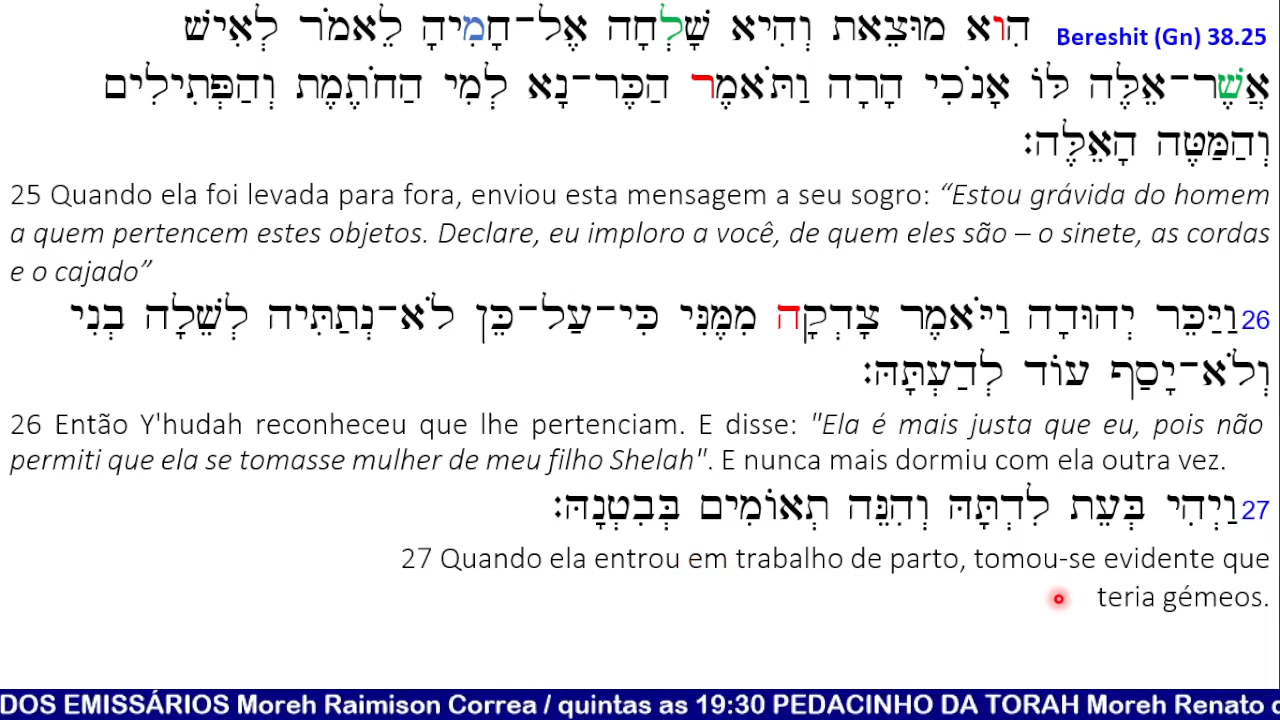 Bereshit (Gn) 38.25
הִוא מוּצֵאת וְהִיא שָׁלְחָה אֶל־חָמִיהָ לֵאמֹר לְאִישׁ
אֲשֶׁר־אֵלֶּה לּוֹ אָנֹכִי הָרָה וַתֹּאמֶר הַכֶּר־נָא לְמִי הַחֹתֶמֶת וְהַפְּתִילִים
וְהַמַּטֶּה הָאֵלֶּה׃
25 Quando ela foi levada para fora, enviou esta mensagem a seu sogro: “Estou grávida do homem
a quem pertencem estes objetos. Declare, eu imploro a você, de quem eles são – o sinete, as cordas
e o cajado”
26 וַיַּכֵּר יְהוּדָה וַיֹּאמֶר צָדְקָה מִמֶּנִּי כִּי־עַל־כֵּן לֹא־נְתַתִּיהָ לְשֵׁלָה בְנִי
וְלֹא־יָסַף עוֹד לְדַעְתָּהּ׃
26 Então Y'hudah reconheceu que lhe pertenciam. E disse: "Ela é mais justa que eu, pois não
permiti que ela se tomasse mulher de meu filho Shelah". E nunca mais dormiu com ela outra vez.
27 וַיְהִי בְּעֵת לִדְתָּהּ וְהִנֵּה תְאוֹמִים בְּבִטְנָהּ׃
27 Quando ela entrou em trabalho de parto, tomou-se evidente que
teria gémeos.
DOS EMISSÁRIOS Moreh Raimison Correa / quintas as 19:30 PEDACINHO DA TORAH Moreh Renato